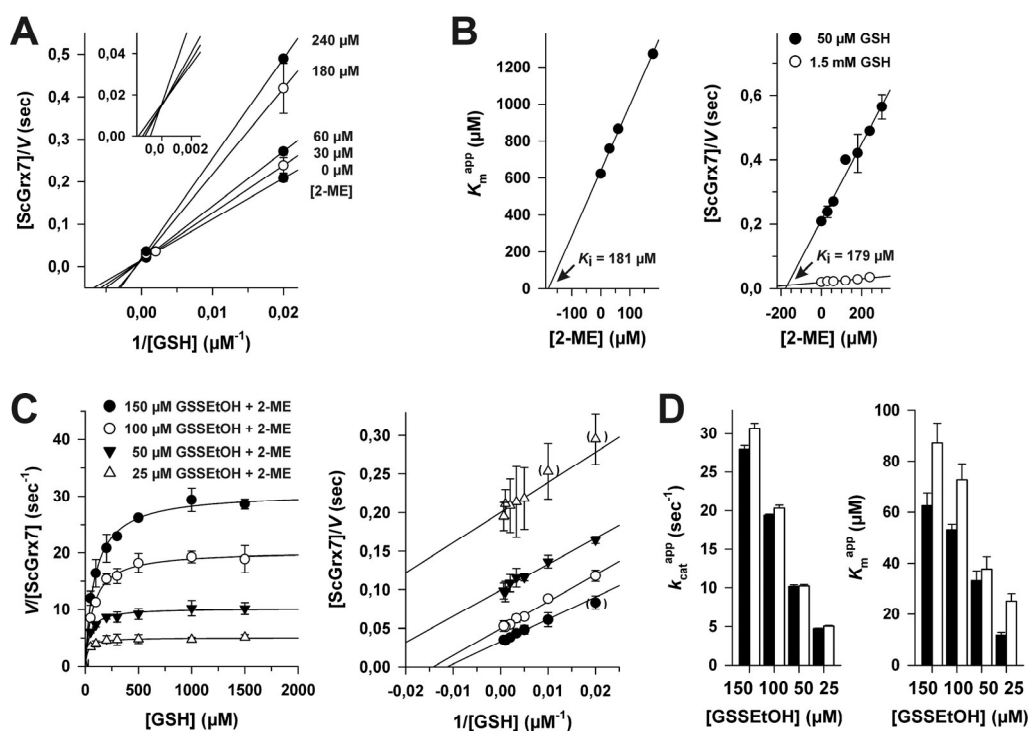 A
[ScGrx7]/V (sec)
0,5
0,4
0,3
0,2
0,1
0,0
0,04
0,02
0,00
0,0 0,002
240 µM
180 µM
60 µM
30 µM
0 µM
[2-ME]
0,00 0,01 0,02
1/[GSH] (µM-1)
B
Kmapp (µM)
1200
1000
800
600
400
200
0
Ki = 181 µM
-100 0 100
[2-ME] (µM)
50 µM GSH
1.5 mM GSH
[ScGrx7]/V (sec)
0,6
0,4
0,2
0,0
Ki = 179 µM
-200 0 200
[2-ME] (µM)
C
150 µM GSSEtOH + 2-ME
100 µM GSSEtOH + 2-ME
50 µM GSSEtOH + 2-ME
25 µM GSSEtOH + 2-ME
V/[ScGrx7] (sec-1)
40
30
20
10
0
0 500 1000 1500 2000
[GSH] (µM)
[ScGrx7]/V (sec)
0,30
0,25
0,20
0,15
0,10
0,05
0,00
-0,02 -0,01 0,00 0,01 0,02
1/[GSH] (µM-1)
D
kcatapp (sec-1)
30
25
20
15
10
5
0
150 100 50 25
[GSSEtOH] (µM)
Kmapp (µM)
100
80
60
40
20
0
150 100 50 25
[GSSEtOH] (µM)